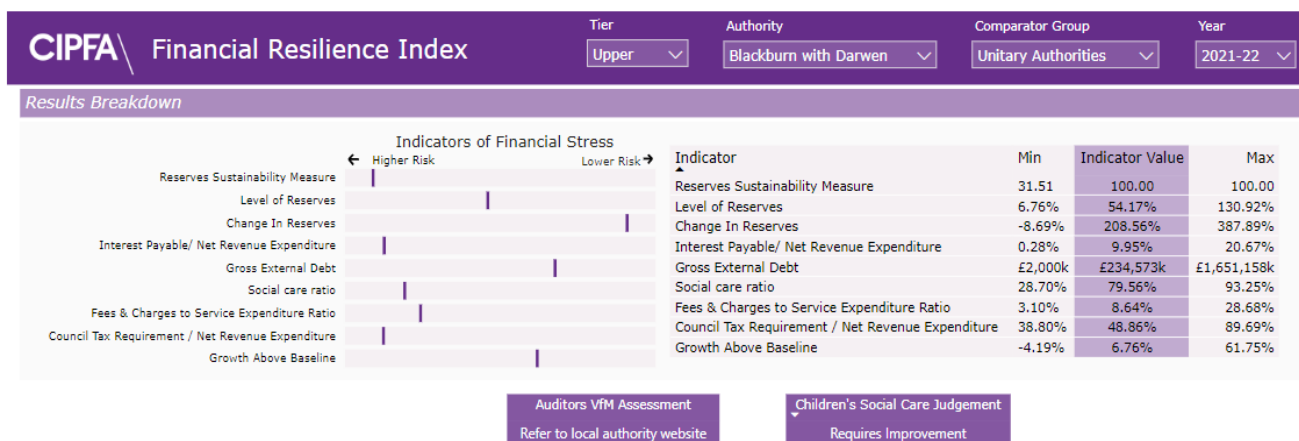 CIPFA\ Financial Resilience Index
Tier
Upper
Authority
Blackburn with Darwen
Comparator Group
Unitary Authorities
Year
2021-22
Results Breakdown
Indicators of Financial Stress
← Higher Risk Lower Risk →
Reserves Sustainability Measure
Level of Reserves
Change In Reserves
Interest Payable/ Net Revenue Expenditure
Gross External Debt
Social care ratio
Fees & Charges to Service Expenditure Ratio
Council Tax Requirement / Net Revenue Expenditure
Growth Above Baseline
Indicator Min Indicator Value Max
Reserves Sustainability Measure 31.51 100.00 100.00
Level of Reserves 6.76% 54.17% 130.92%
Change In Reserves -8.69% 208.56% 387.89%
Interest Payable/ Net Revenue Expenditure 0.28% 9.95% 20.67%
Gross External Debt £2,000k £234,573k £1,651,158k
Social care ratio 28.70% 79.56% 93.25%
Fees & Charges to Service Expenditure Ratio 3.10% 8.64% 28.68%
Council Tax Requirement / Net Revenue Expenditure 38.80% 48.86% 89.69%
Growth Above Baseline -4.19% 6.76% 61.75%
Auditors VfM Assessment
Refer to local authority website
Children's Social Care Judgement
Requires Improvement